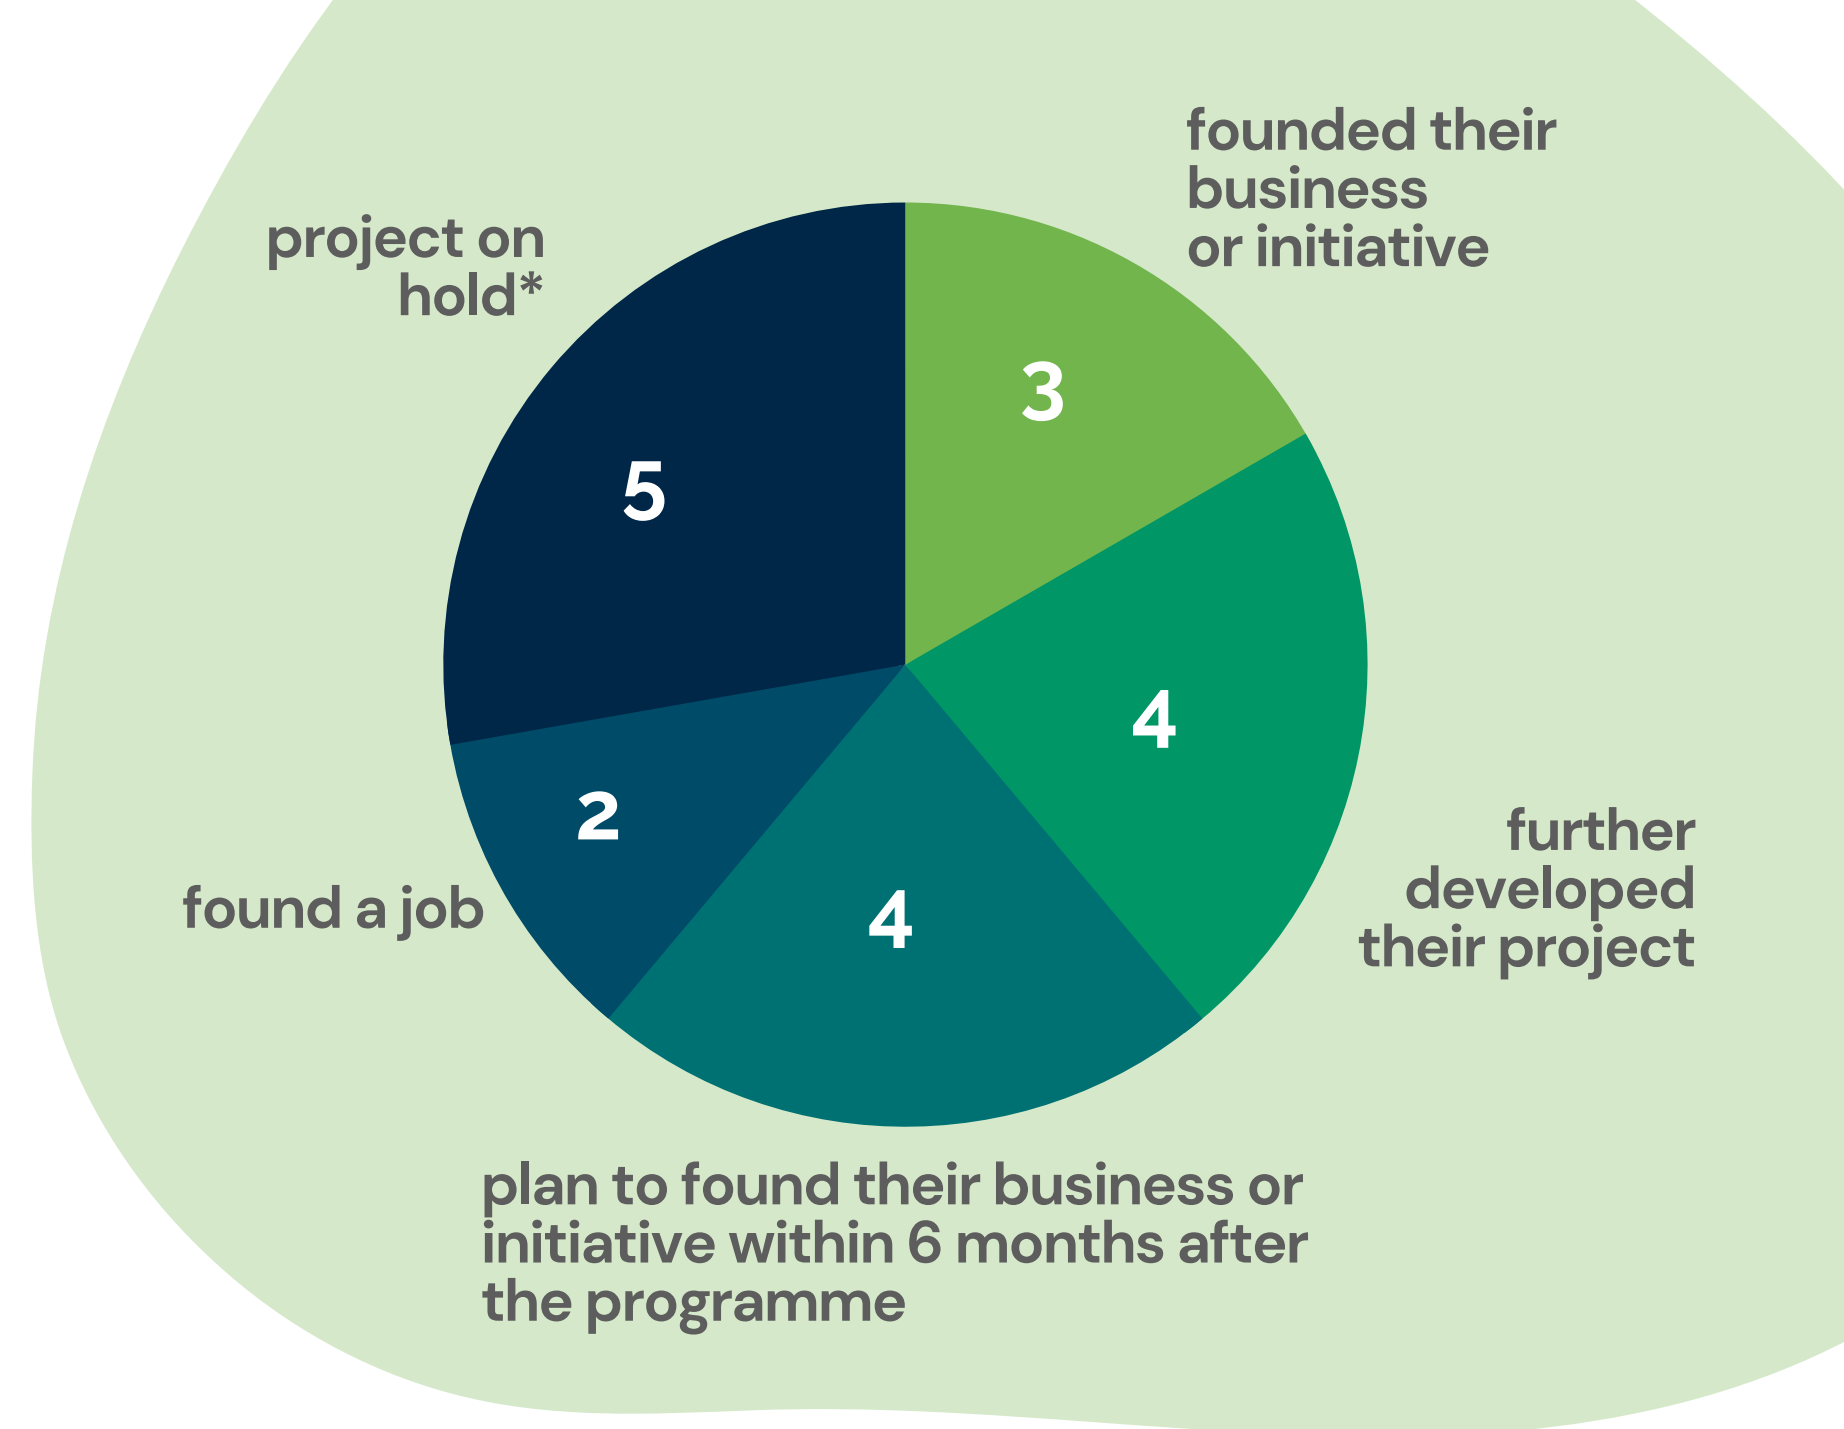 founded their
business
or initiative
project on
hold*
3
5
4
further
developed
their project
2
found a job
4
plan to found their business or
initiative within 6 months after
the programme